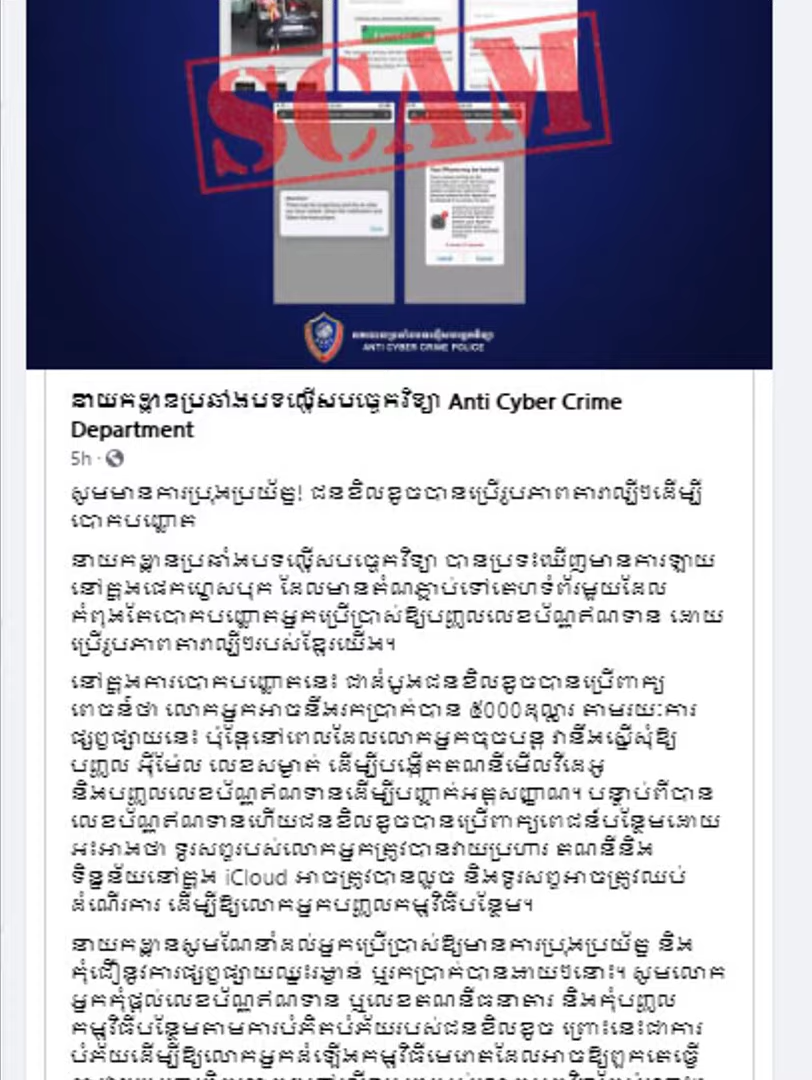 SCAM
ANTI CYBER CRIME POLICE
នាយកដ្ឋានប្រឆាំងបទល្មើសបច្ចេកវិទ្យា Anti Cyber Crime
Department
5h ·
សូមមានការប្រុងប្រយ័ត្ន! ជនខិលខូចបានប្រើរូបភាពតារាល្បីៗដើម្បី
បោកបញ្ឆោត
នាយកដ្ឋានប្រឆាំងបទល្មើសបច្ចេកវិទ្យា បានប្រទះឃើញមានការឡាយ
នៅក្នុងផេកហ្វេសប៊ុក ដែលមានតំណភ្ជាប់ទៅគេហទំព័រមួយដែល
កំពុងតែបោកបញ្ឆោតអ្នកប្រើប្រាស់ឱ្យបញ្ចូលលេខប័ណ្ណឥណទាន ដោយ
ប្រើរូបភាពតារាល្បីៗរបស់ខ្មែរយើង។
នៅក្នុងការបោកបញ្ឆោតនេះ ជាដំបូងជនខិលខូចបានប្រើពាក្យ
ពេចន៍ថា លោកអ្នកអាចនឹងរកប្រាក់បាន ៥000ដុល្លារ តាមរយៈការ
ផ្សព្វផ្សាយនេះ ប៉ុន្តែនៅពេលដែលលោកអ្នកចុចបន្ត វានឹងស្នើសុំឱ្យ
បញ្ចូល អ៊ីម៉ែល លេខសម្ងាត់ ដើម្បីបង្កើតគណនីមើលវីដេអូ
និងបញ្ចូលលេខប័ណ្ណឥណទានដើម្បីបញ្ជាក់អត្តសញ្ញាណ។ បន្ទាប់ពីបាន
លេខប័ណ្ណឥណទានហើយជនខិលខូចបានប្រើពាក្យពេជន៍បន្ថែមដោយ
អះអាងថា ទូរសព្ទរបស់លោកអ្នកត្រូវបានវាយប្រហារ គណនីនិង
ទិន្នន័យនៅក្នុង iCloud អាចត្រូវបានលួច និងទូរសព្ទអាចត្រូវឈប់
ដំណើរការ ដើម្បីឱ្យលោកអ្នកបញ្ចូលកម្មវិធីបន្ថែម។
នាយកដ្ឋានសូមណែនាំដល់អ្នកប្រើប្រាស់ឱ្យមានការប្រុងប្រយ័ត្ន និង
កុំជឿនូវការផ្សព្វផ្សាយឈ្នះរង្វាន់ ឬរកប្រាក់បានងាយៗនោះ។ សូមលោក
អ្នកកុំផ្តល់លេខប័ណ្ណឥណទាន ឬលេខគណនីធនាគារ និងកុំបញ្ចូល
កម្មវិធីបន្ថែមតាមការបំភិតបំភ័យរបស់ជនខិលខូច ព្រោះនេះជាការ
បំភ័យដើម្បីឱ្យលោកអ្នកដំឡើងកម្មវិធីមេរោគដែលអាចឱ្យពួកគេធ្វើ